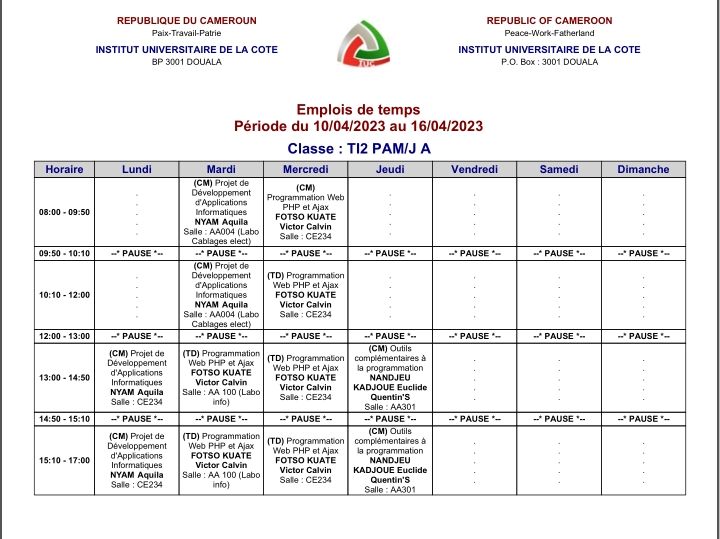 REPUBLIQUE DU CAMEROUN
Paix-Travail-Patrie
INSTITUT UNIVERSITAIRE DE LA COTE
BP 3001 DOUALA
IUC
REPUBLIC OF CAMEROON
Peace-Work-Fatherland
INSTITUT UNIVERSITAIRE DE LA COTE
P.O. Box : 3001 DOUALA
Emplois de temps
Période du 10/04/2023 au 16/04/2023
Classe : TI2 PAM/J A
Horaire Lundi Mardi Mercredi Jeudi Vendredi Samedi Dimanche
08:00 - 09:50
(CM) Projet de
Développement
d'Applications
Informatiques
NYAM Aquila
Salle : AA004 (Labo
Cablages elect)
(CM)
Programmation Web
PHP et Ajax
FOTSO KUATE
Victor Calvin
Salle : CE234
09:50 - 10:10 --* PAUSE *-- --* PAUSE *-- --* PAUSE *-- --* PAUSE *-- --* PAUSE *-- --* PAUSE *-- --* PAUSE *--
10:10 - 12:00
(CM) Projet de
Développement
d'Applications
Informatiques
NYAM Aquila
Salle : AA004 (Labo
Cablages elect)
(TD) Programmation
Web PHP et Ajax
FOTSO KUATE
Victor Calvin
Salle : CE234
12:00 - 13:00 --* PAUSE *-- --* PAUSE *-- --* PAUSE *-- --* PAUSE *-- --* PAUSE *-- --* PAUSE *-- --* PAUSE *--
13:00 - 14:50
(CM) Projet de
Développement
d'Applications
Informatiques
NYAM Aquila
Salle : CE234
(TD) Programmation
Web PHP et Ajax
FOTSO KUATE
Victor Calvin
Salle : AA 100 (Labo
info)
(TD) Programmation
Web PHP et Ajax
FOTSO KUATE
Victor Calvin
Salle : CE234
(CM) Outils
complémentaires à
la programmation
NANDJEU
KADJOUE Euclide
Quentin'S
Salle : AA301
14:50 - 15:10 --* PAUSE *-- --* PAUSE *-- --* PAUSE *-- --* PAUSE *-- --* PAUSE *-- --* PAUSE *-- --* PAUSE *--
15:10 - 17:00
(CM) Projet de
Développement
d'Applications
Informatiques
NYAM Aquila
Salle : CE234
(TD) Programmation
Web PHP et Ajax
FOTSO KUATE
Victor Calvin
Salle : AA 100 (Labo
info)
(TD) Programmation
Web PHP et Ajax
FOTSO KUATE
Victor Calvin
Salle : CE234
(CM) Outils
complémentaires à
la programmation
NANDJEU
KADJOUE Euclide
Quentin'S
Salle : AA301